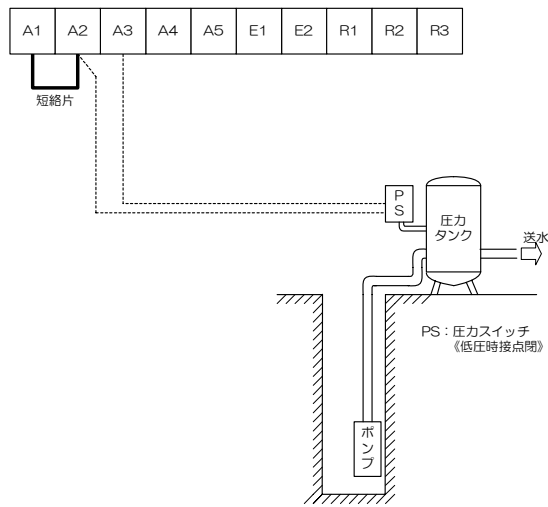 A1 A2 A3 A4 A5 E1 E2 R1 R2 R3
短絡片
PS
圧力
タンク
送水
PS：圧力スイッチ
《低圧時接点閉》
ポンプ